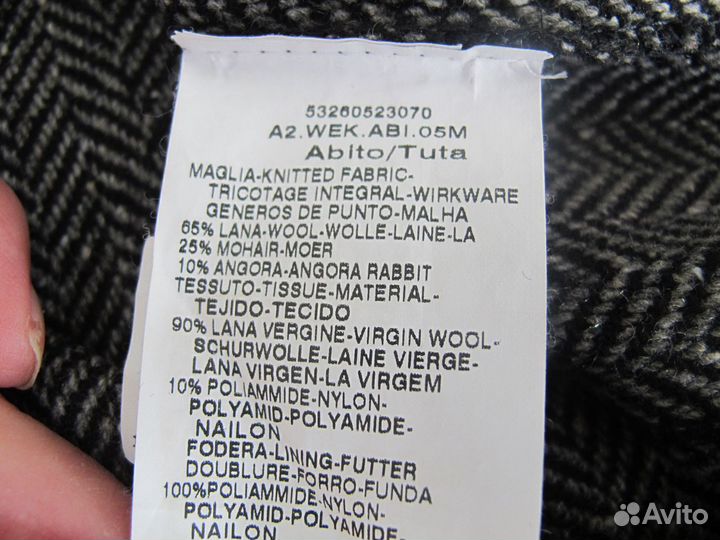 53260523070
A2.WEK.ABI.05M
Abito/Tuta
MAGLIA-KNITTED FABRIC-
TRICOTAGE INTEGRAL-WIRKWARE
GENEROS DE PUNTO-MALHA
65% LANA-WOOL-WOLLE-LAINE-LA
25% MOHAIR-MOER
10% ANGORA-ANGORA RABBIT
TESSUTO-TISSUE-MATERIAL-
TEJIDO-TECIDO
90% LANA VERGINE-VIRGIN WOOL-
SCHURWOLLE-LAINE VIERGE-
LANA VIRGEN-LA VIRGEM
10% POLIAMMIDE-NYLON-
POLYAMID-POLYAMIDE-
NAILON
FODERA-LINING-FUTTER
DOUBLURE-FORRO-FUNDA
100%POLIAMMIDE-NYLON-
POLYAMID-POLYAMIDE-
NAILON
Avito